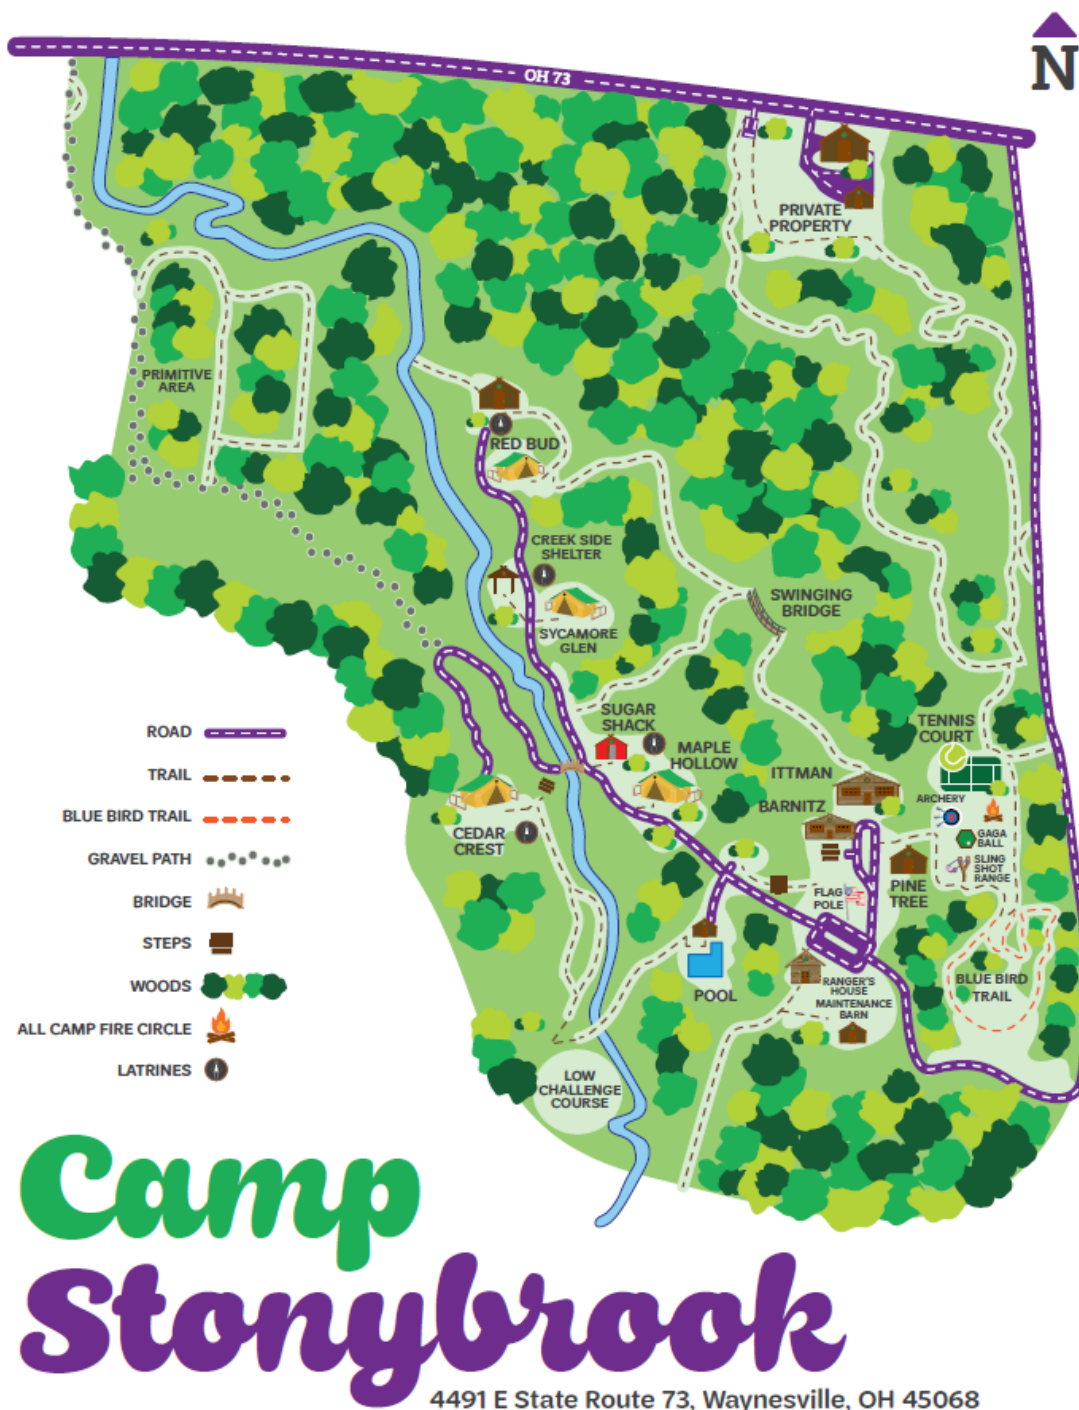 N
OH 73
PRIVATE
PROPERTY
PRIMITIVE
AREA
RED BUD
CREEK SIDE
SHELTER
SWINGING
BRIDGE
SYCAMORE
GLEN
SUGAR
SHACK
MAPLE
HOLLOW
TENNIS
COURT
ITTMAN
BARNITZ
ARCHERY
GAGA
BALL
SLING
SHOT
RANGE
CEDAR
CREST
PINE
TREE
FLAG
POLE
POOL
RANGER'S
HOUSE
MAINTENANCE
BARN
BLUE BIRD
TRAIL
LOW
CHALLENGE
COURSE
ROAD
TRAIL
BLUE BIRD TRAIL
GRAVEL PATH
BRIDGE
STEPS
WOODS
ALL CAMP FIRE CIRCLE
LATRINES
Camp
Stonybrook
4491 E State Route 73, Waynesville, OH 45068